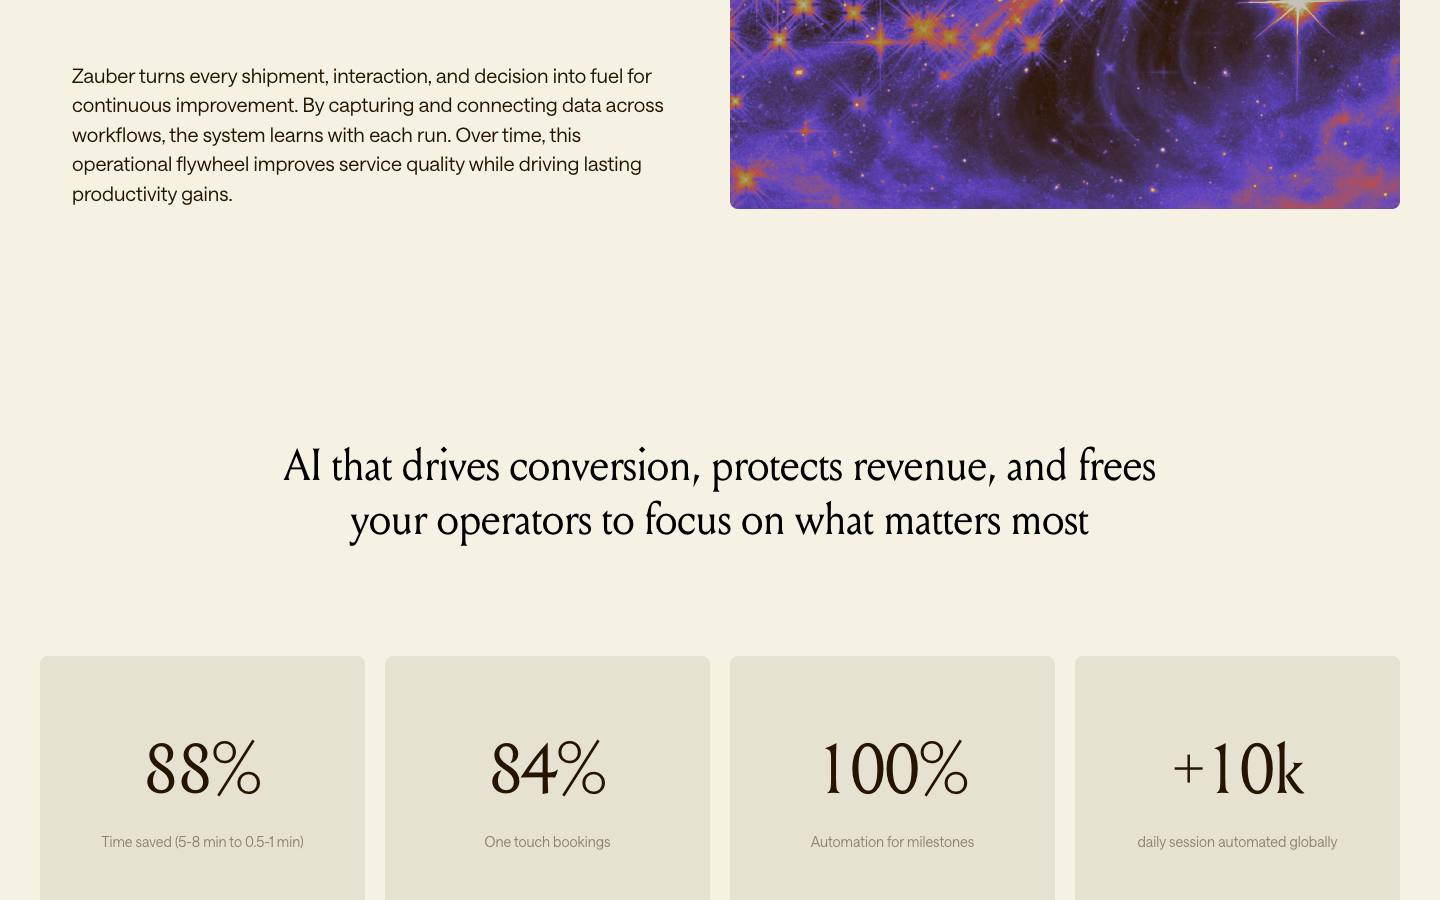 Zauber turns every shipment, interaction, and decision into fuel for
continuous improvement. By capturing and connecting data across
workflows, the system learns with each run. Over time, this
operational flywheel improves service quality while driving lasting
productivity gains.
AI that drives conversion, protects revenue, and frees
your operators to focus on what matters most
88%
Time saved (5-8 min to 0.5-1 min)
84%
One touch bookings
100%
Automation for milestones
+10k
daily session automated globally